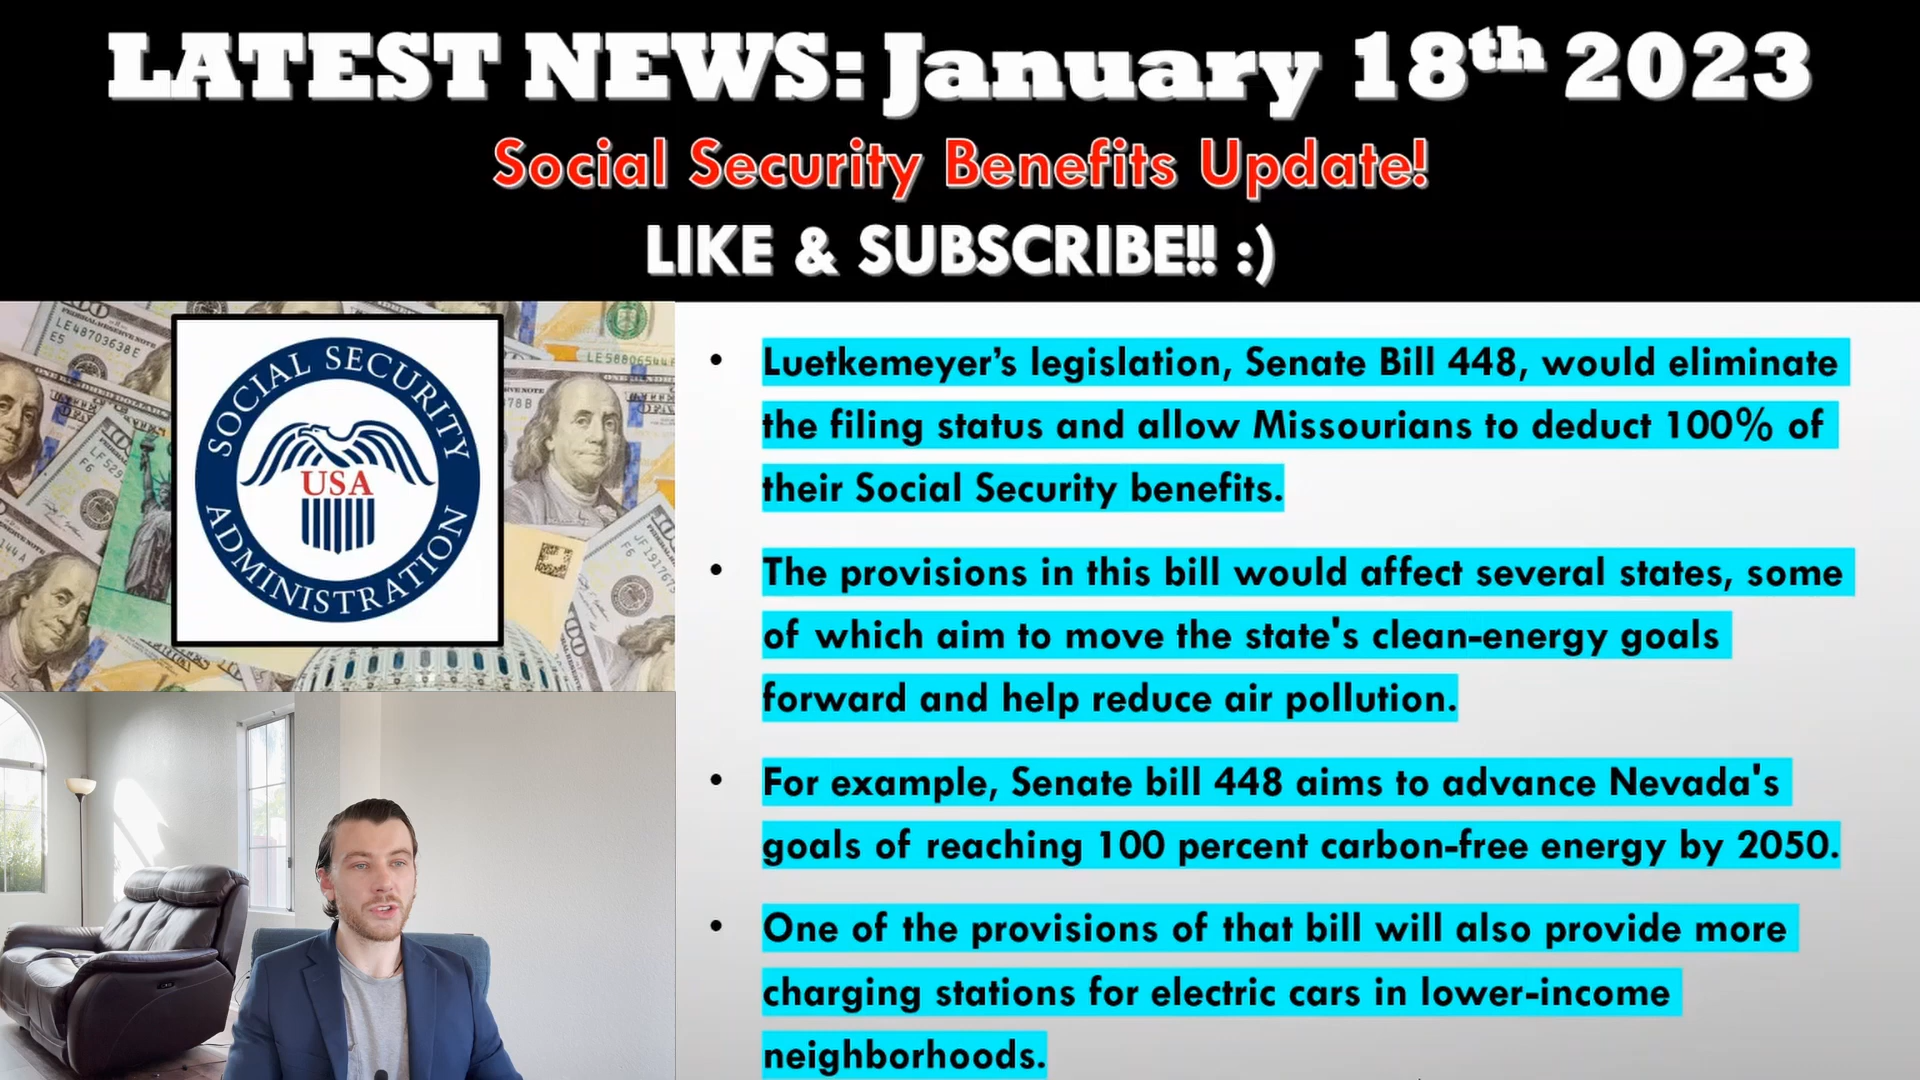 LATEST NEWS: January 18th 2023
Social Security Benefits Update!
LIKE & SUBSCRIBE!! :)
LE48703638E
E5
LE58806544F
SOCIAL SECURITY
USA
ADMINISTRATION
• Luetkemeyer’s legislation, Senate Bill 448, would eliminate
the filing status and allow Missourians to deduct 100% of
their Social Security benefits.
• The provisions in this bill would affect several states, some
of which aim to move the state's clean-energy goals
forward and help reduce air pollution.
• For example, Senate bill 448 aims to advance Nevada's
goals of reaching 100 percent carbon-free energy by 2050.
• One of the provisions of that bill will also provide more
charging stations for electric cars in lower-income
neighborhoods.